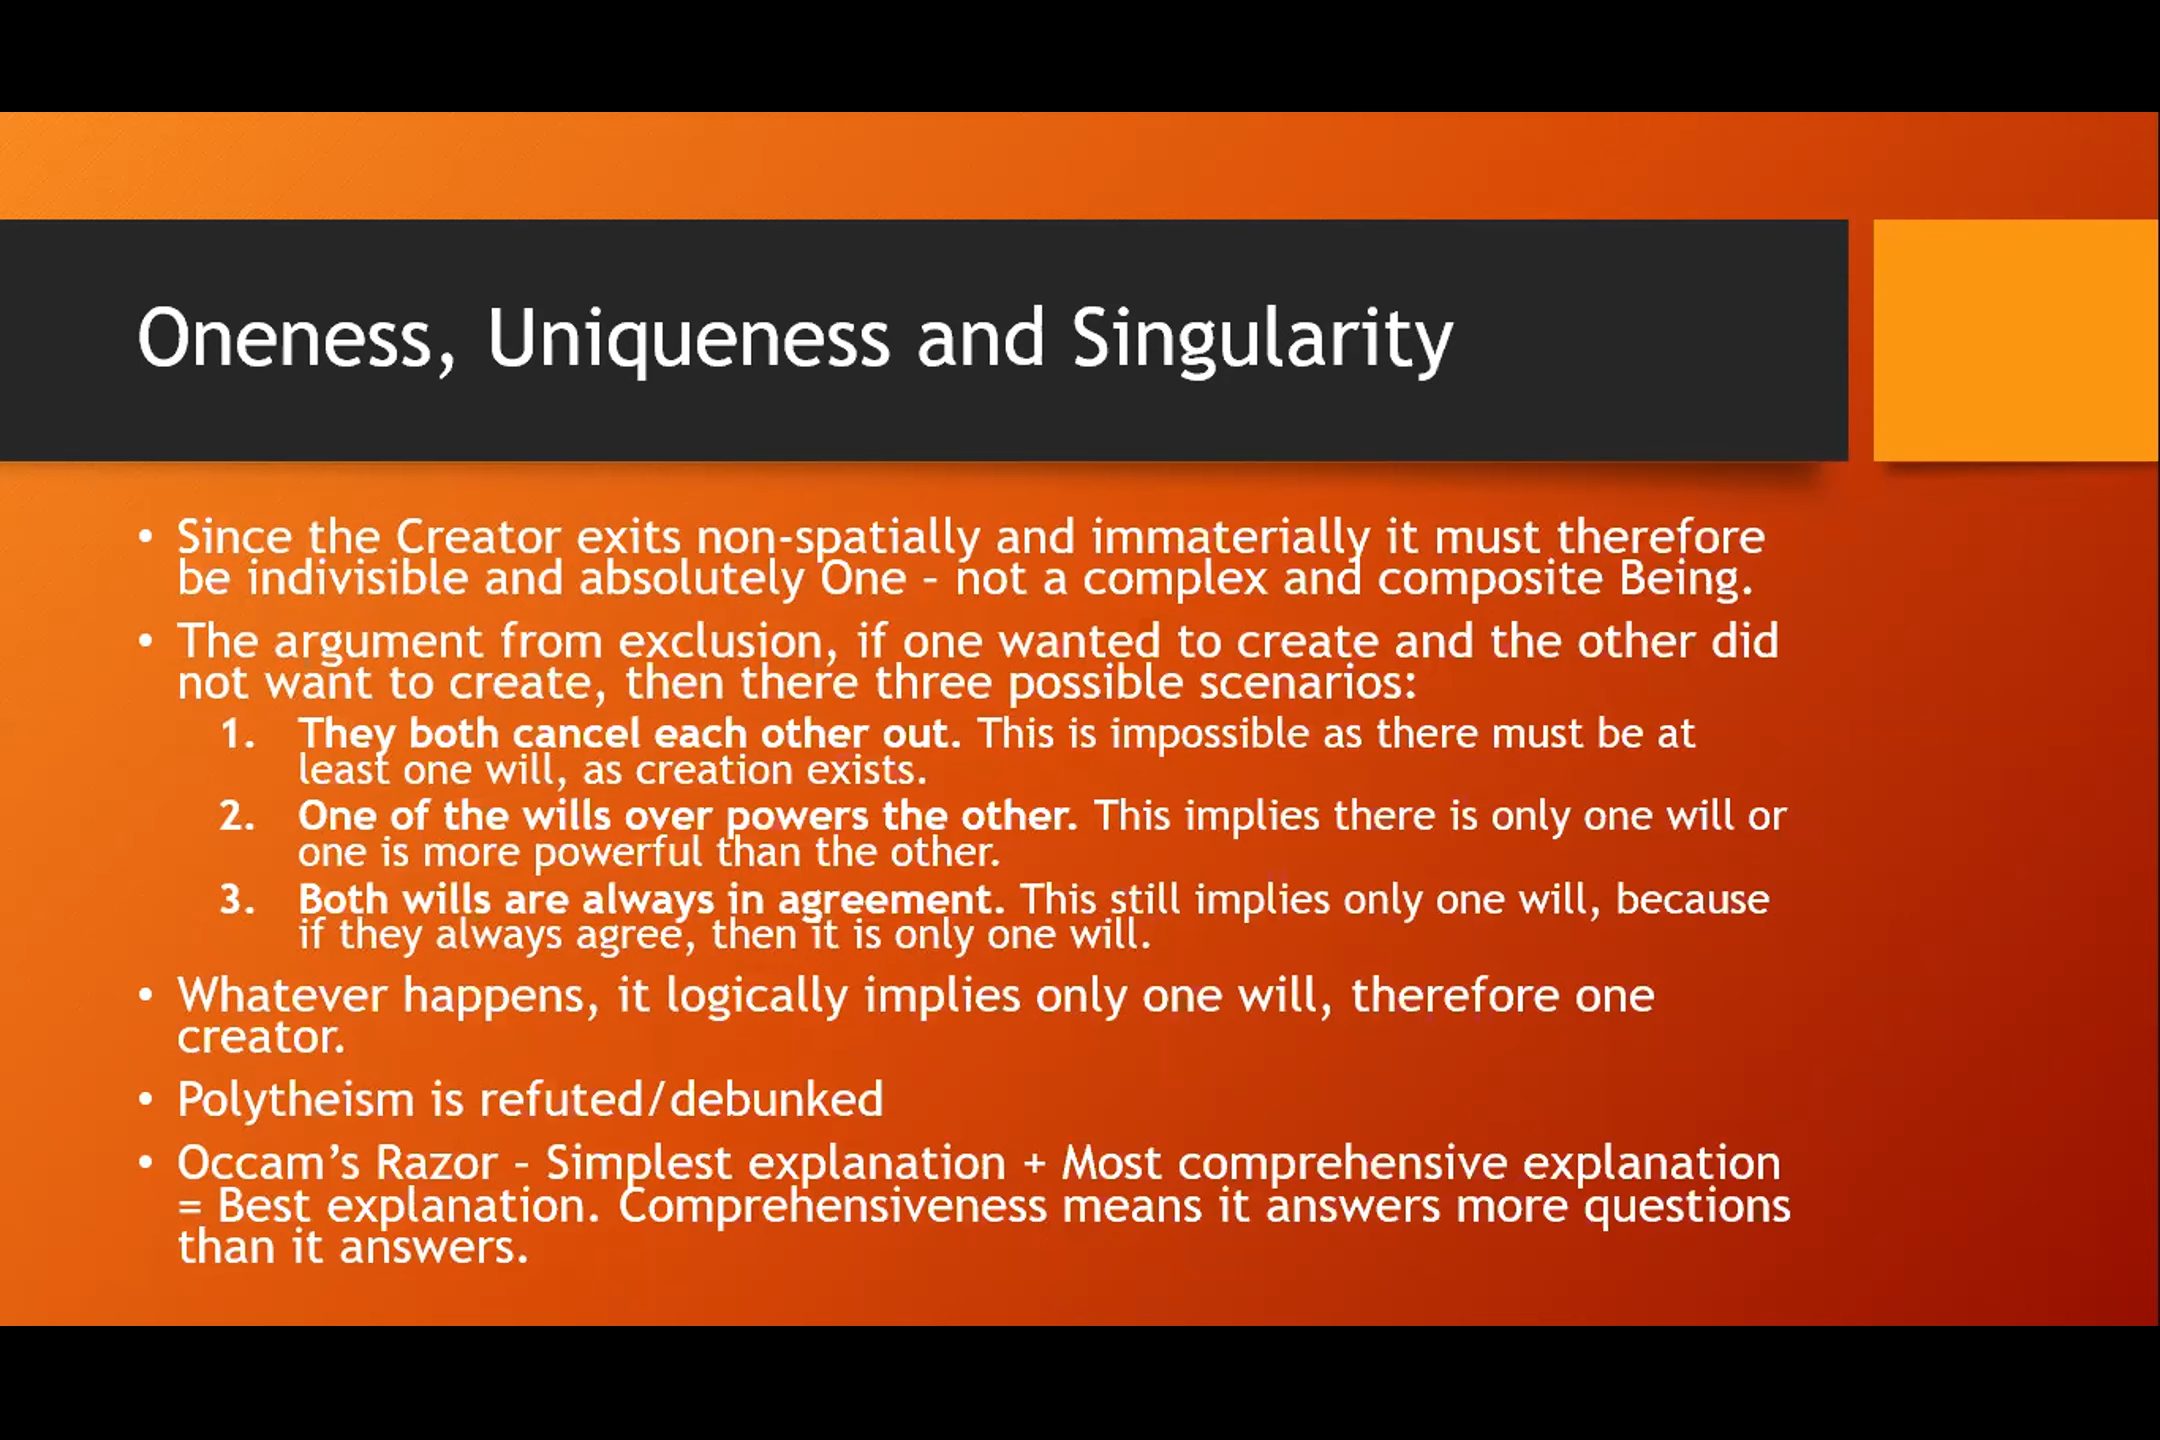 Oneness, Uniqueness and Singularity
• Since the Creator exits non-spatially and immaterially it must therefore
be indivisible and absolutely One – not a complex and composite Being.
• The argument from exclusion, if one wanted to create and the other did
not want to create, then there three possible scenarios:
1. They both cancel each other out. This is impossible as there must be at
least one will, as creation exists.
2. One of the wills over powers the other. This implies there is only one will or
one is more powerful than the other.
3. Both wills are always in agreement. This still implies only one will, because
if they always agree, then it is only one will.
• Whatever happens, it logically implies only one will, therefore one
creator.
• Polytheism is refuted/debunked
• Occam’s Razor – Simplest explanation + Most comprehensive explanation
= Best explanation. Comprehensiveness means it answers more questions
than it answers.